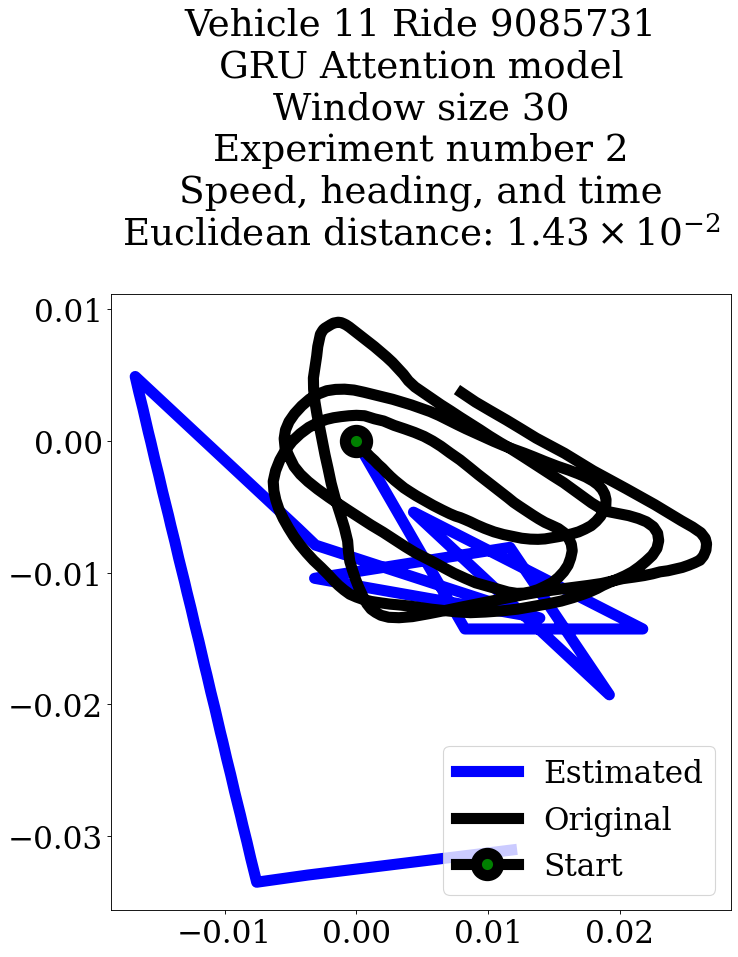 Vehicle 11 Ride 9085731
GRU Attention model
Window size 30
Experiment number 2
Speed, heading, and time
Euclidean distance: 1.43 × 10⁻²
0.01
0.00
−0.01
−0.02
−0.03
Estimated
Original
Start
−0.01 0.00 0.01 0.02